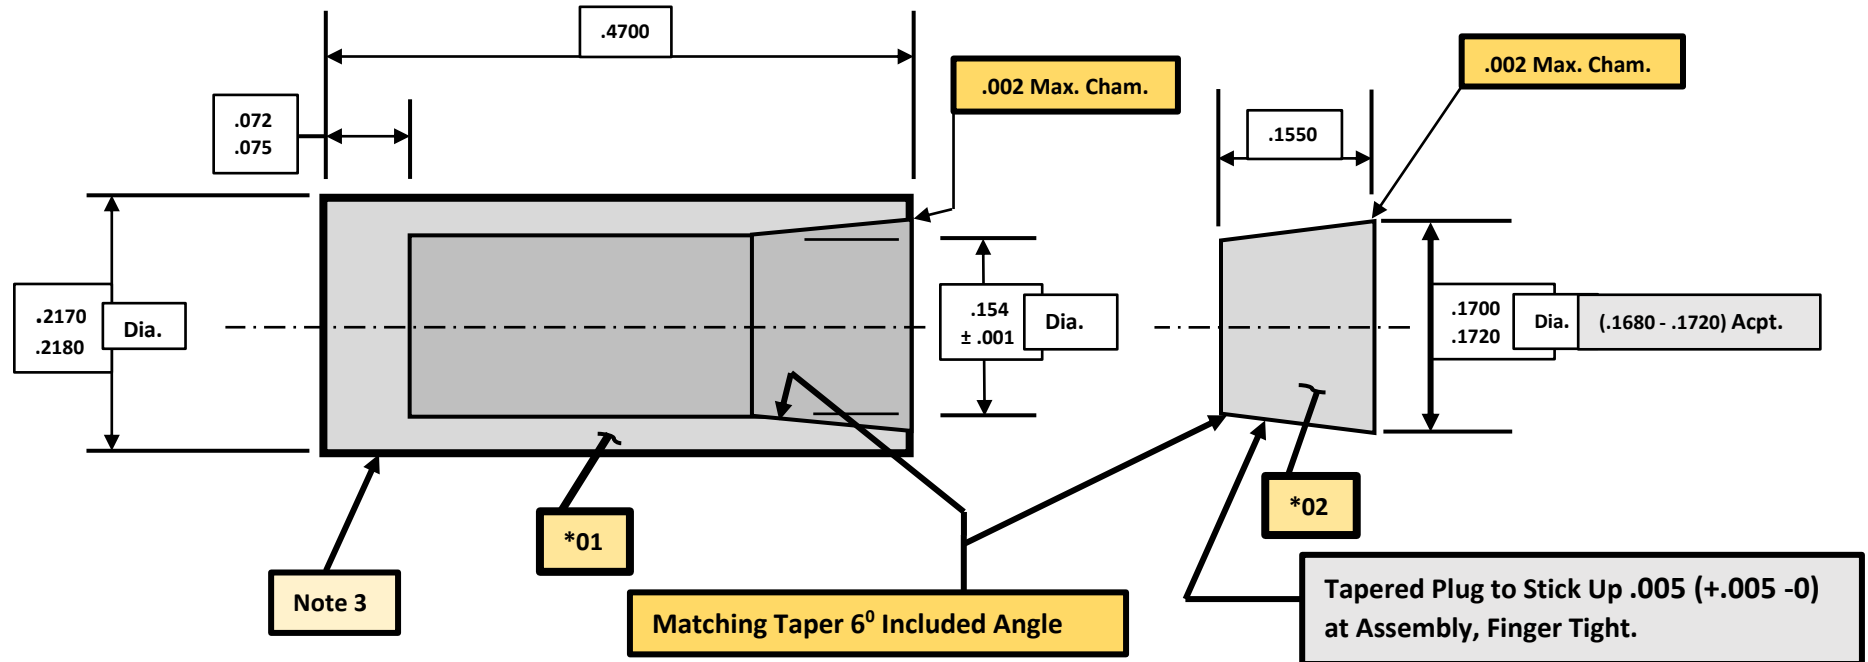 .4700
.002 Max. Cham.
.002 Max. Cham.
.072
.075
.1550
.2170
.2180
Dia.
.154
± .001
Dia.
.1700
.1720
Dia.
(.1680 - .1720) Acpt.
*01
*02
Note 3
Matching Taper 6⁰ Included Angle
Tapered Plug to Stick Up .005 (+.005 -0)
at Assembly, Finger Tight.